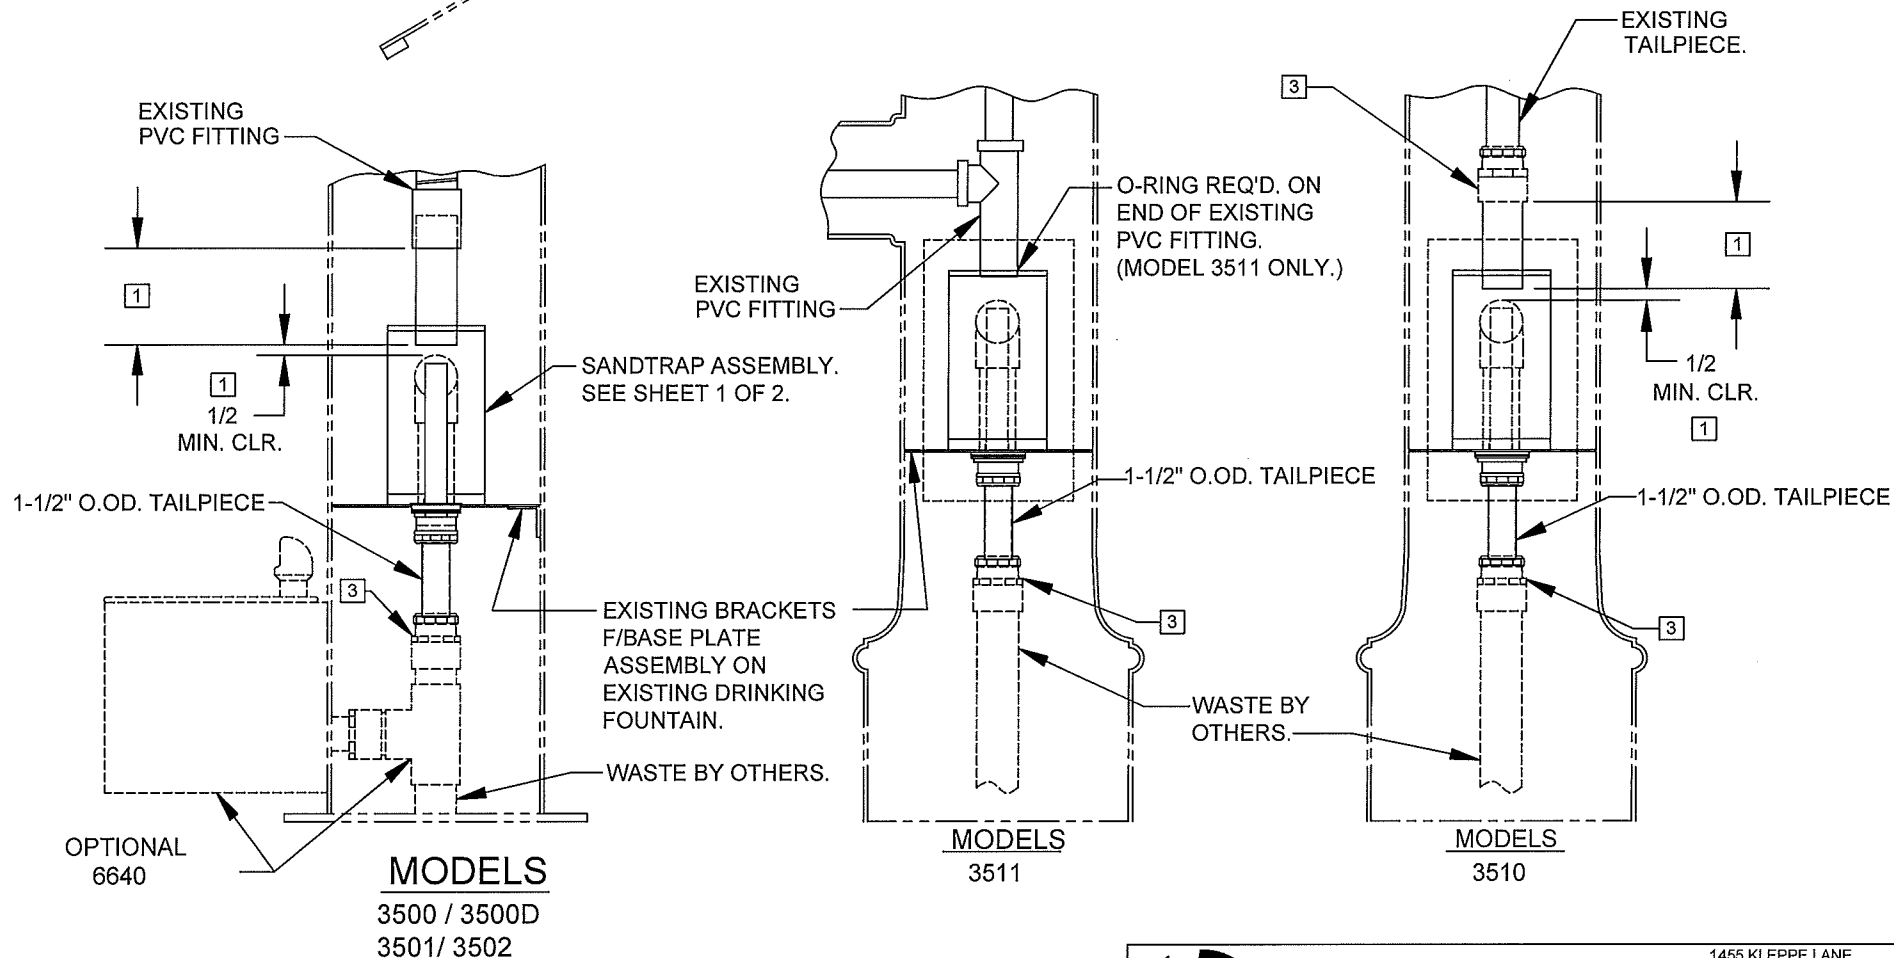 EXISTING
TAILPIECE.
3
EXISTING
PVC FITTING
O-RING REQ'D. ON
END OF EXISTING
PVC FITTING.
(MODEL 3511 ONLY.)
1
EXISTING
PVC FITTING
1
1
1/2
MIN. CLR.
SANDTRAP ASSEMBLY.
SEE SHEET 1 OF 2.
1/2
MIN. CLR.
1
1-1/2" O.OD. TAILPIECE
1-1/2" O.OD. TAILPIECE
1-1/2" O.OD. TAILPIECE
3
EXISTING BRACKETS
F/BASE PLATE
ASSEMBLY ON
EXISTING DRINKING
FOUNTAIN.
3
3
WASTE BY
OTHERS.
WASTE BY OTHERS.
OPTIONAL
6640
MODELS
3500 / 3500D
3501/ 3502
MODELS
3511
MODELS
3510
1455 KLEPPE LANE